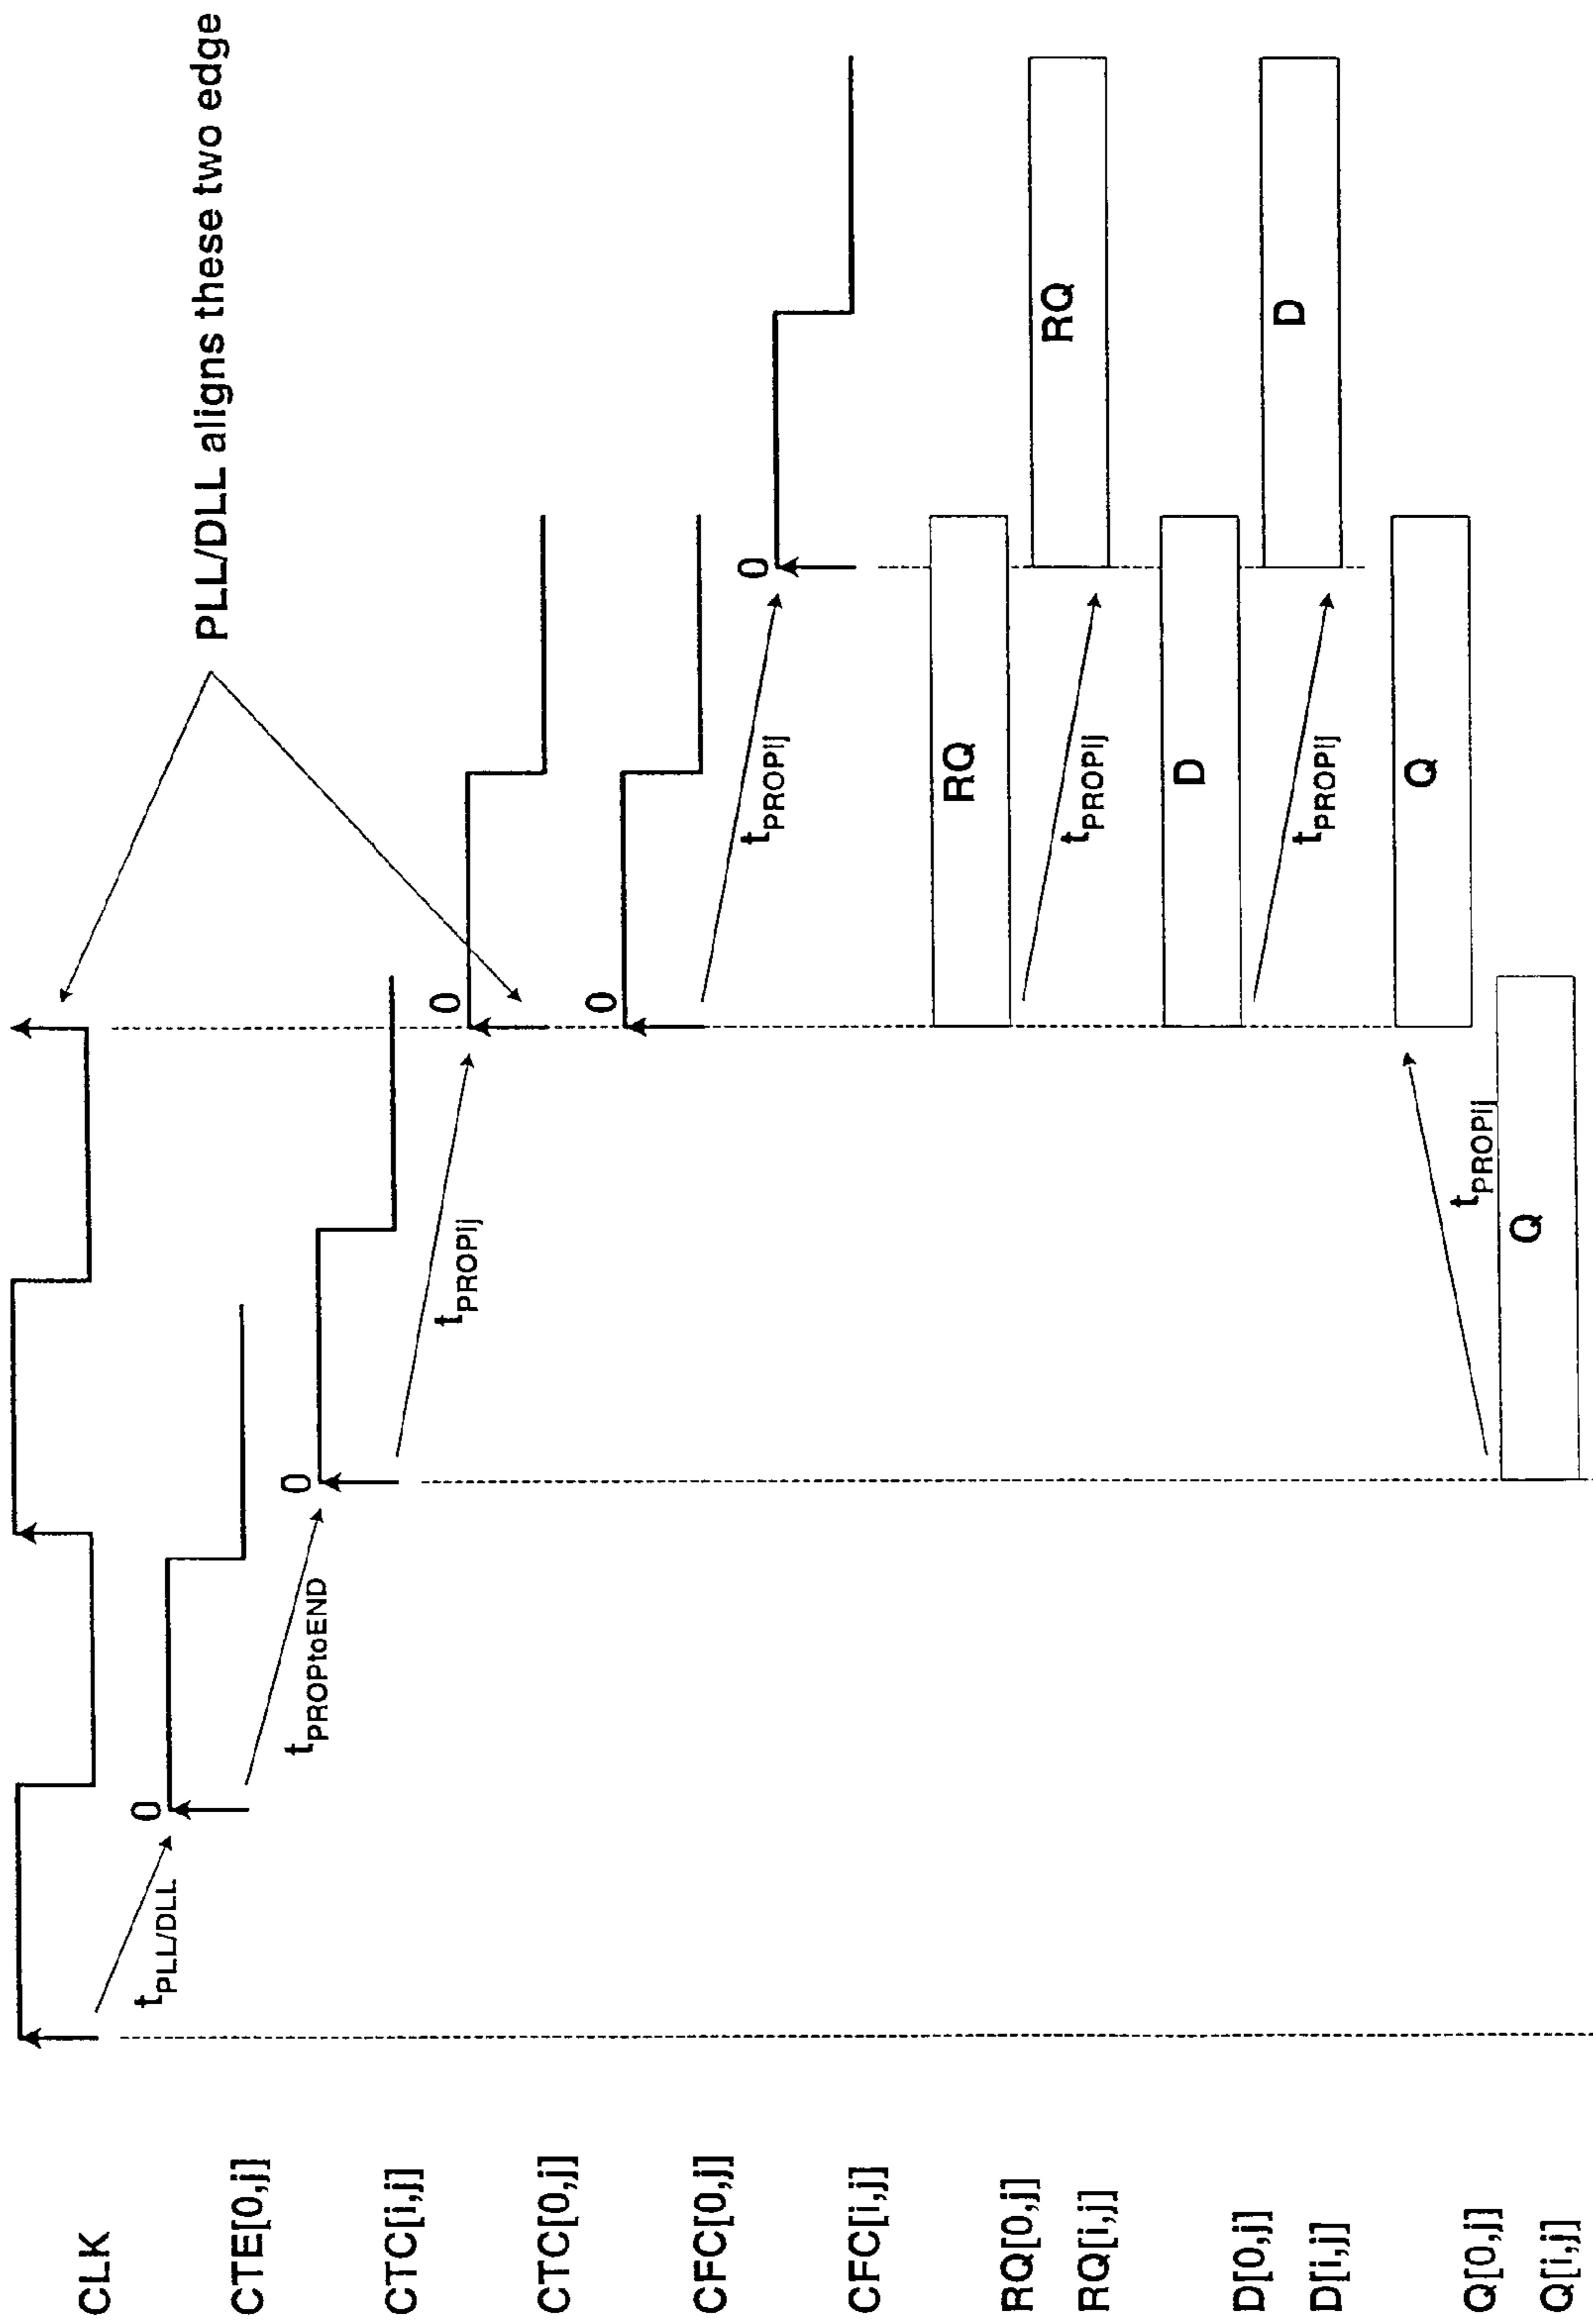 PLL/DLL aligns these two edge
CLK
tPLL/DLL
CTE[0,j]
0
tPROPtoEND
CTC[i,j]
0
tPROPij
CTC[0,j]
0
CFC[0,j]
0
tPROPij
CFC[i,j]
0
RQ[0,j]
RQ
tPROPij
RQ[i,j]
RQ
D[0,j]
D
tPROPij
D[i,j]
D
Q[0,j]
Q
tPROPij
Q[i,j]
Q